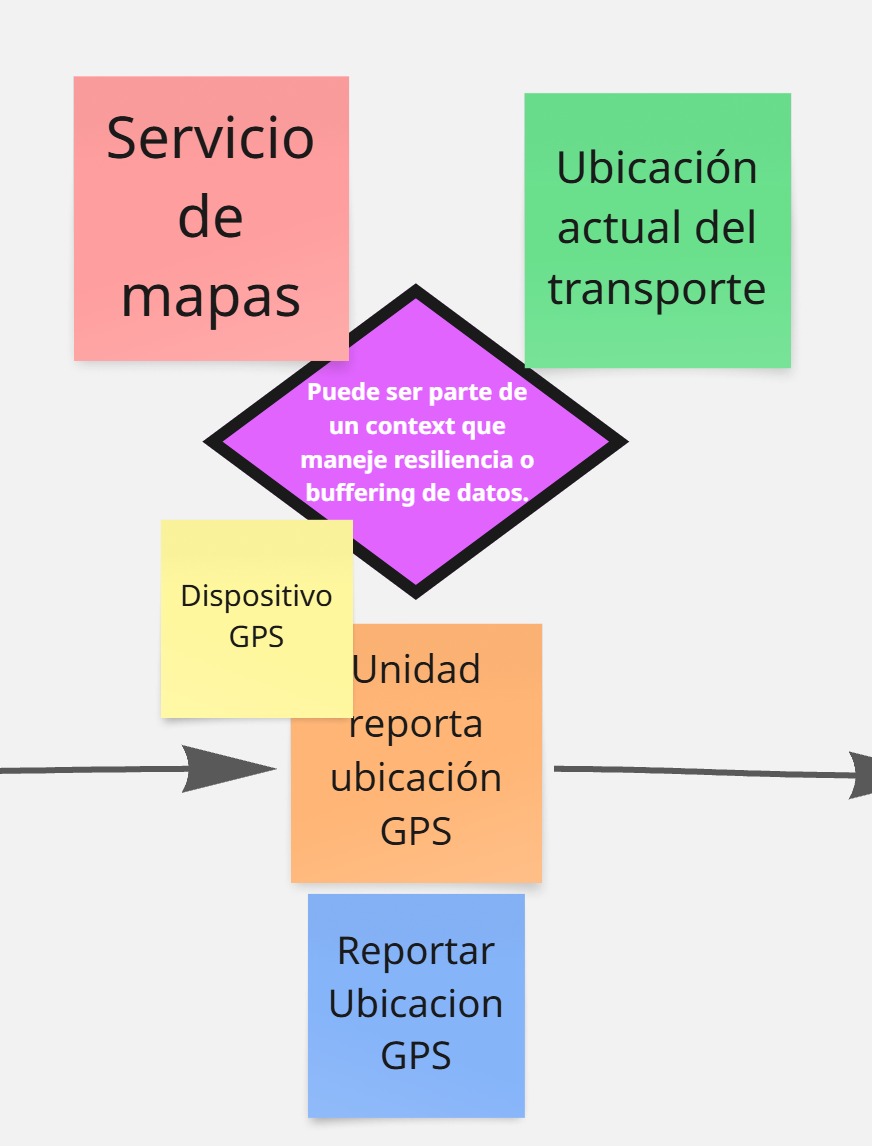 Servicio
de
mapas
Ubicación
actual del
transporte
Puede ser parte de
un context que
maneje resiliencia o
buffering de datos.
Dispositivo
GPS
Unidad
reporta
ubicación
GPS
Reportar
Ubicacion
GPS